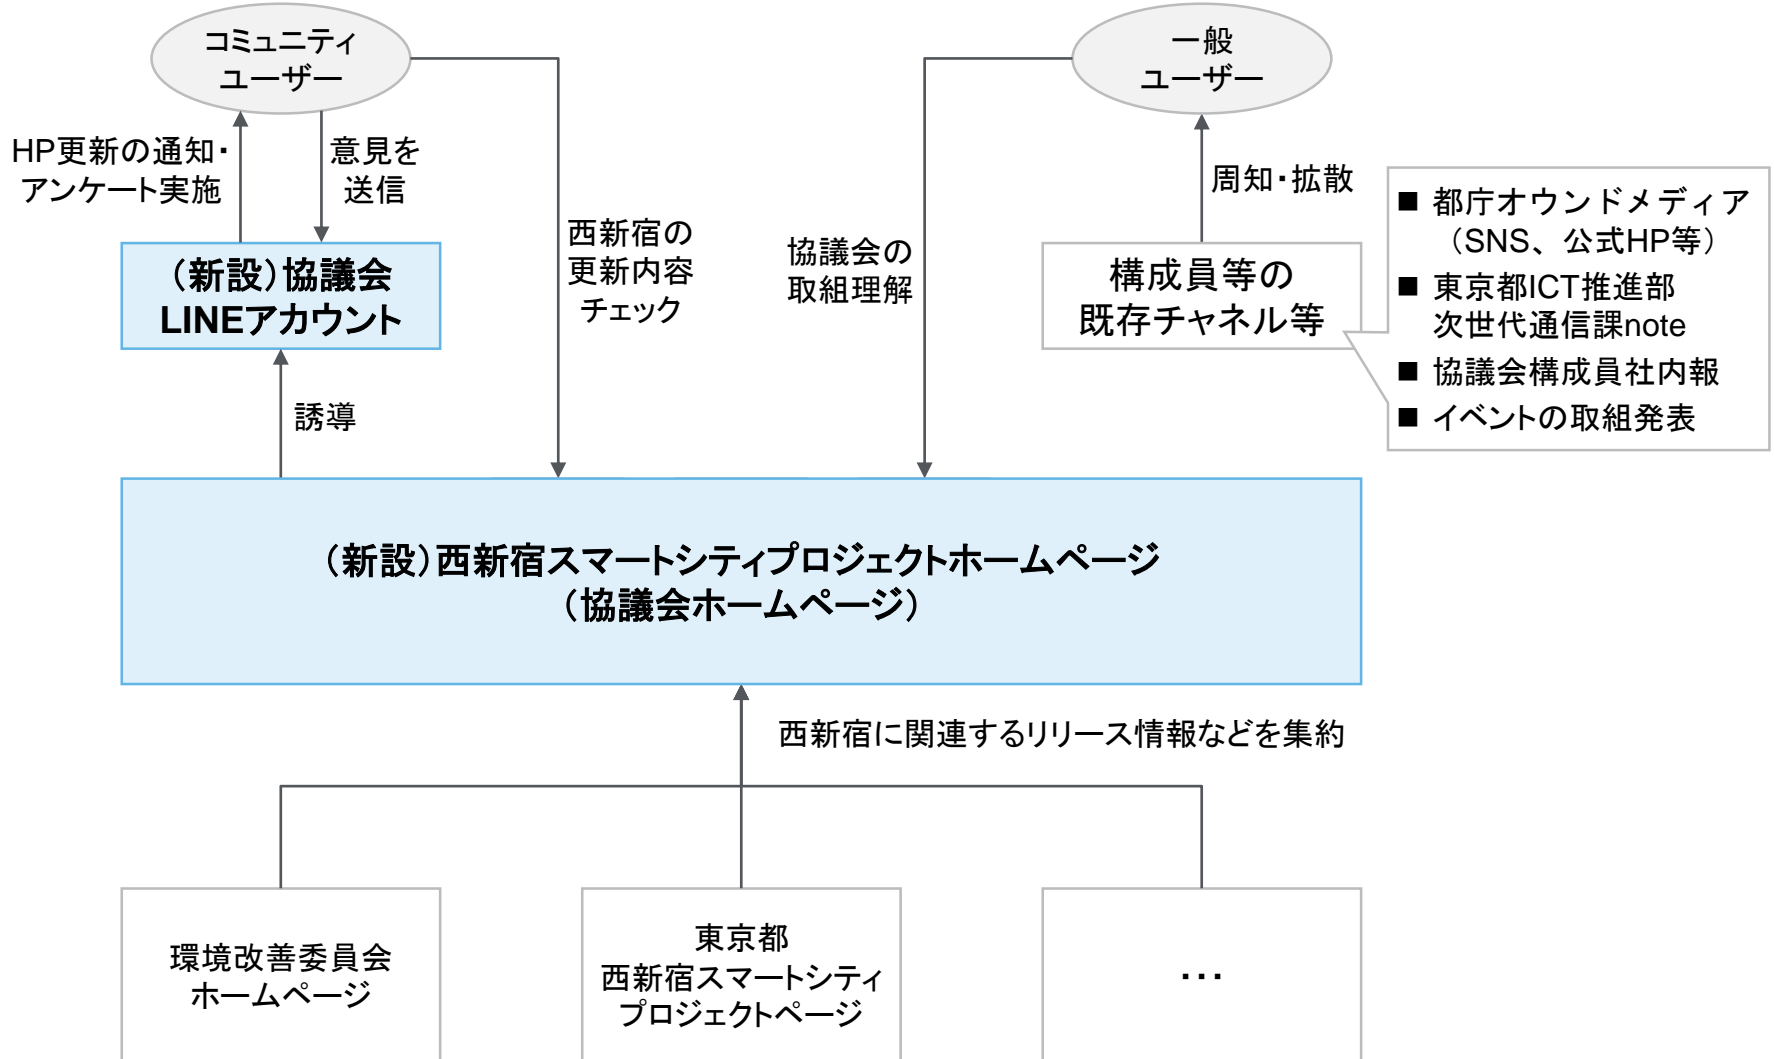 コミュニティ
ユーザー
一般
ユーザー
HP更新の通知・
アンケート実施
意見を
送信
西新宿の
更新内容
チェック
協議会の
取組理解
周知・拡散
■ 都庁オウンドメディア
（SNS、公式HP等）
■ 東京都ICT推進部
次世代通信課note
■ 協議会構成員社内報
■ イベントの取組発表
（新設）協議会
LINEアカウント
構成員等の
既存チャネル等
誘導
（新設）西新宿スマートシティプロジェクトホームページ
（協議会ホームページ）
西新宿に関連するリリース情報などを集約
環境改善委員会
ホームページ
東京都
西新宿スマートシティ
プロジェクトページ
・・・